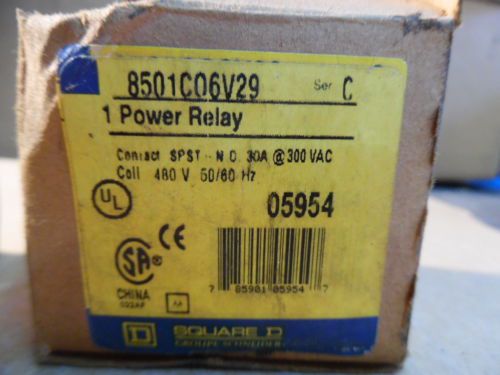 8501CO6V29 Ser C
1 Power Relay
Contact SPST - N O 30A @ 300 VAC
Coil 480 V 50/60 Hz
UL
05954
SA CE
7 85901 05954 7
CHINA
SQUARE D
GROUPE SCHNEIDER